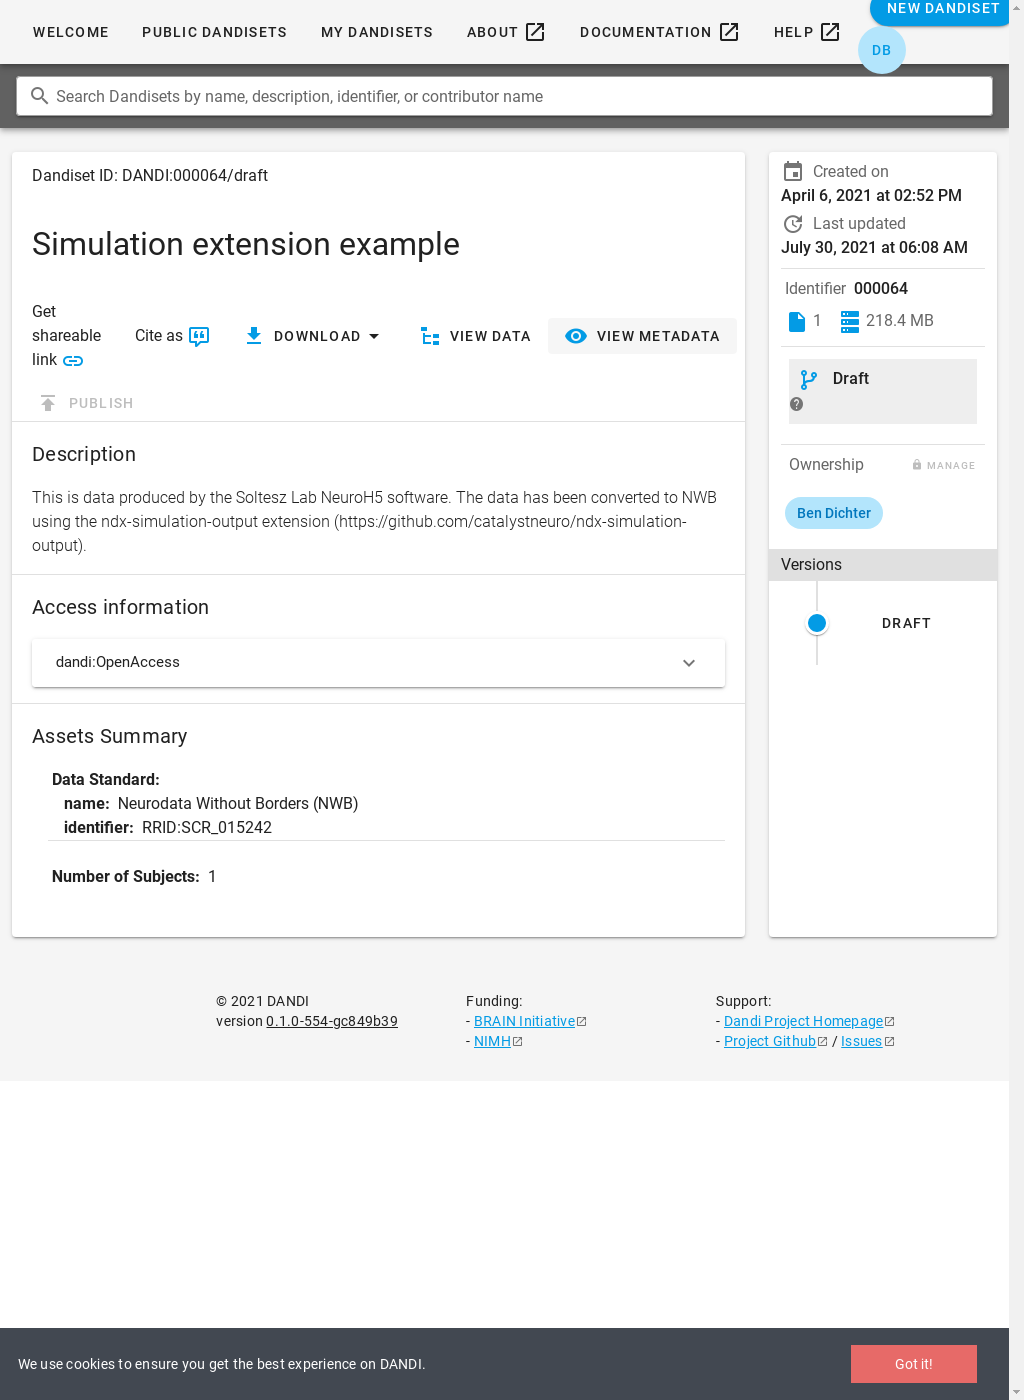 WELCOME
PUBLIC DANDISETS
MY DANDISETS
ABOUT
DOCUMENTATION
HELP
NEW DANDISET
DB
Search Dandisets by name, description, identifier, or contributor name
Dandiset ID: DANDI:000064/draft
Simulation extension example
Get
shareable
link
Cite as
DOWNLOAD
VIEW DATA
VIEW METADATA
PUBLISH
Description
This is data produced by the Soltesz Lab NeuroH5 software. The data has been converted to NWB
using the ndx-simulation-output extension (https://github.com/catalystneuro/ndx-simulation-
output).
Access information
dandi:OpenAccess
Assets Summary
Data Standard:
name: Neurodata Without Borders (NWB)
identifier: RRID:SCR_015242
Number of Subjects: 1
Created on
April 6, 2021 at 02:52 PM
Last updated
July 30, 2021 at 06:08 AM
Identifier 000064
1
218.4 MB
Draft
Ownership
MANAGE
Ben Dichter
Versions
DRAFT
© 2021 DANDI
version 0.1.0-554-gc849b39
Funding:
- BRAIN Initiative
- NIMH
Support:
- Dandi Project Homepage
- Project Github / Issues
We use cookies to ensure you get the best experience on DANDI.
Got it!